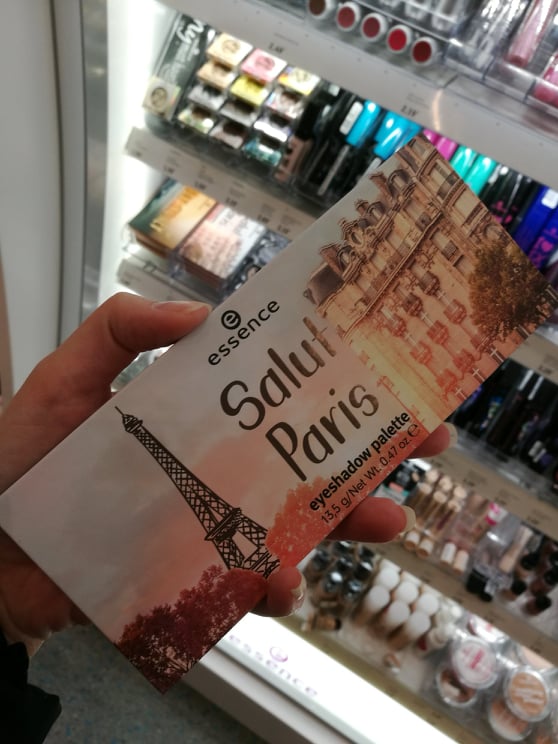 essence
Salut
Paris
eyeshadow palette
13,5 g/Net Wt. 0.47 oz ℮
essence